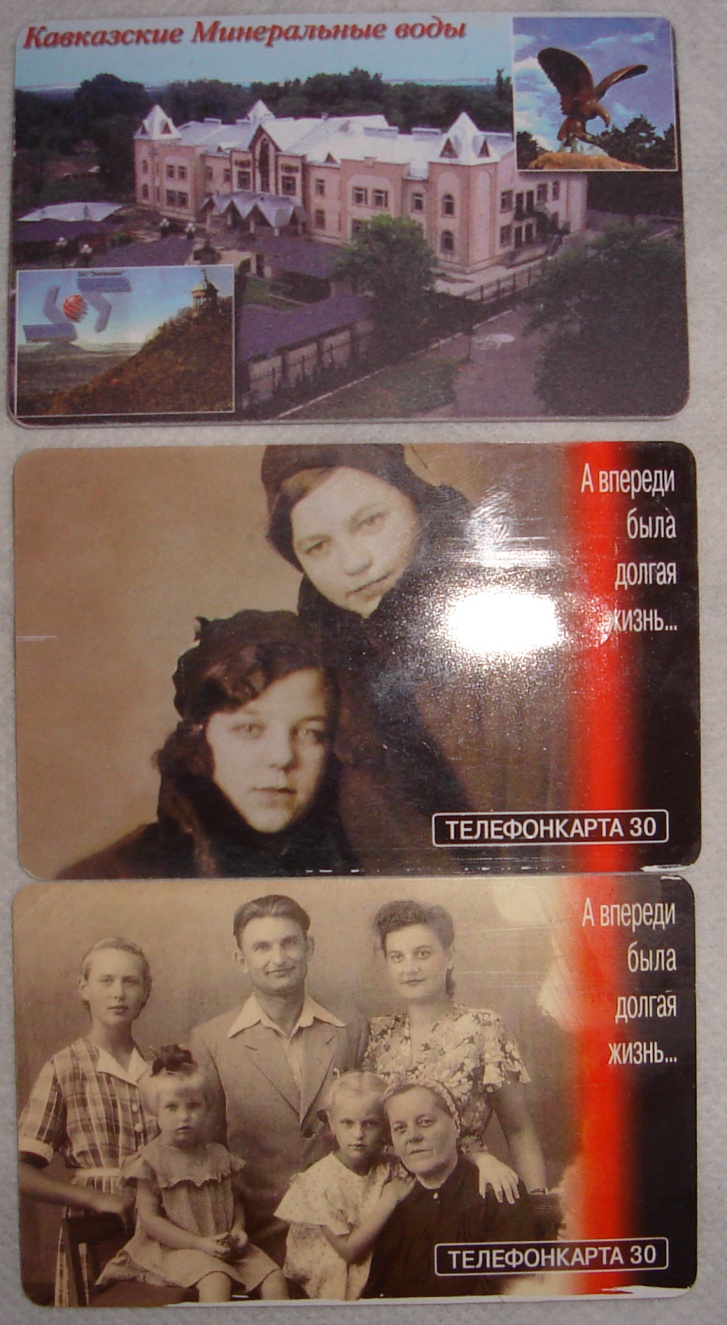 Кавказские Минеральные воды
А впереди
была
долгая
жизнь...
ТЕЛЕФОНКАРТА 30
А впереди
была
долгая
жизнь...
ТЕЛЕФОНКАРТА 30